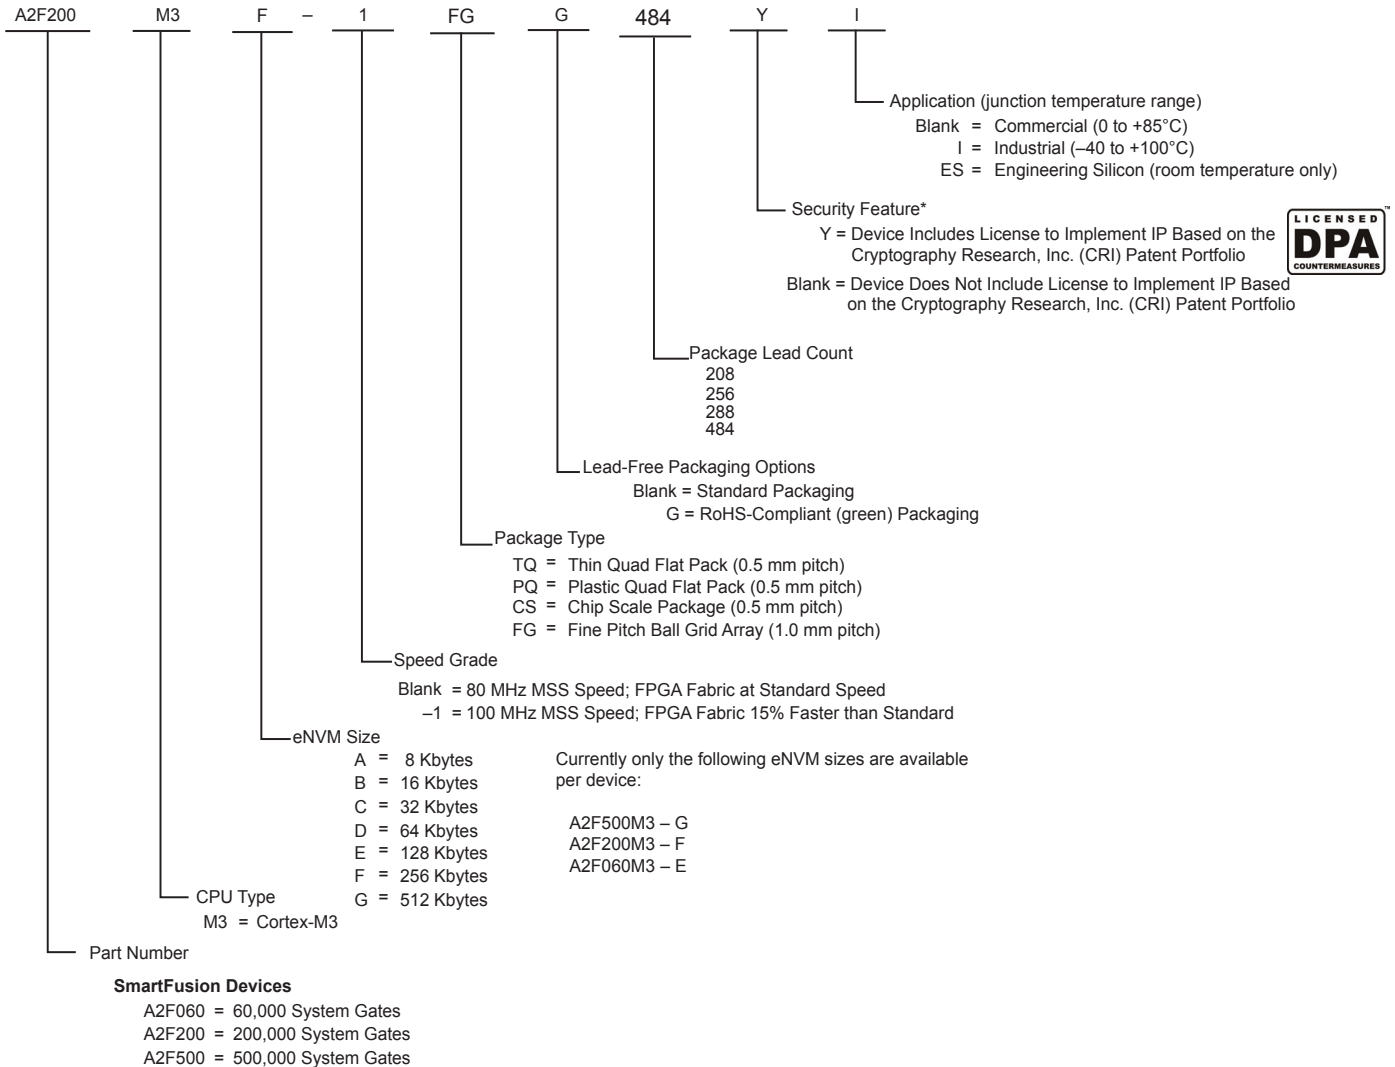 A2F200 M3 F – 1 FG G 484 Y I
Application (junction temperature range)
Blank = Commercial (0 to +85°C)
I = Industrial (–40 to +100°C)
ES = Engineering Silicon (room temperature only)
Security Feature*
Y = Device Includes License to Implement IP Based on the
Cryptography Research, Inc. (CRI) Patent Portfolio
LICENSED
DPA
COUNTERMEASURES
™
Blank = Device Does Not Include License to Implement IP Based
on the Cryptography Research, Inc. (CRI) Patent Portfolio
Package Lead Count
208
256
288
484
Lead-Free Packaging Options
Blank = Standard Packaging
G = RoHS-Compliant (green) Packaging
Package Type
TQ = Thin Quad Flat Pack (0.5 mm pitch)
PQ = Plastic Quad Flat Pack (0.5 mm pitch)
CS = Chip Scale Package (0.5 mm pitch)
FG = Fine Pitch Ball Grid Array (1.0 mm pitch)
Speed Grade
Blank = 80 MHz MSS Speed; FPGA Fabric at Standard Speed
–1 = 100 MHz MSS Speed; FPGA Fabric 15% Faster than Standard
eNVM Size
A = 8 Kbytes
B = 16 Kbytes
C = 32 Kbytes
D = 64 Kbytes
E = 128 Kbytes
F = 256 Kbytes
G = 512 Kbytes
Currently only the following eNVM sizes are available
per device:
A2F500M3 – G
A2F200M3 – F
A2F060M3 – E
CPU Type
M3 = Cortex-M3
Part Number
SmartFusion Devices
A2F060 = 60,000 System Gates
A2F200 = 200,000 System Gates
A2F500 = 500,000 System Gates